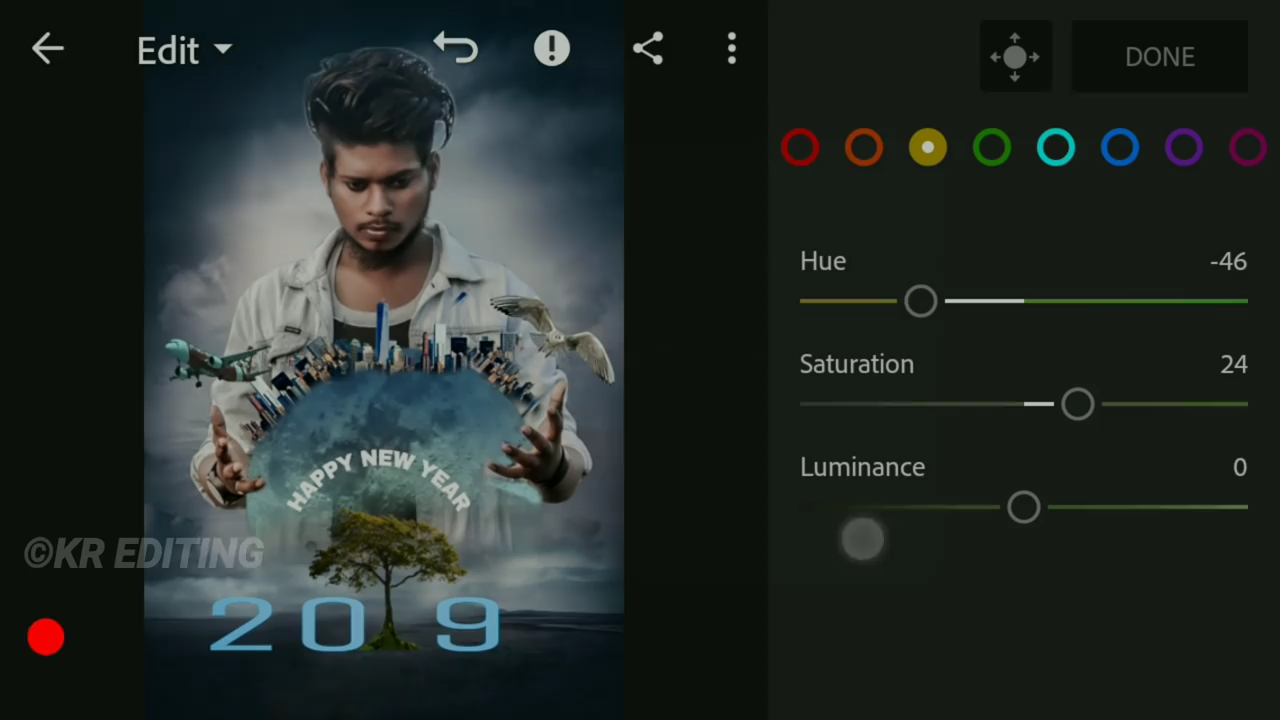 Edit
DONE
Hue -46
Saturation 24
Luminance 0
HAPPY NEW YEAR
©KR EDITING
20 9